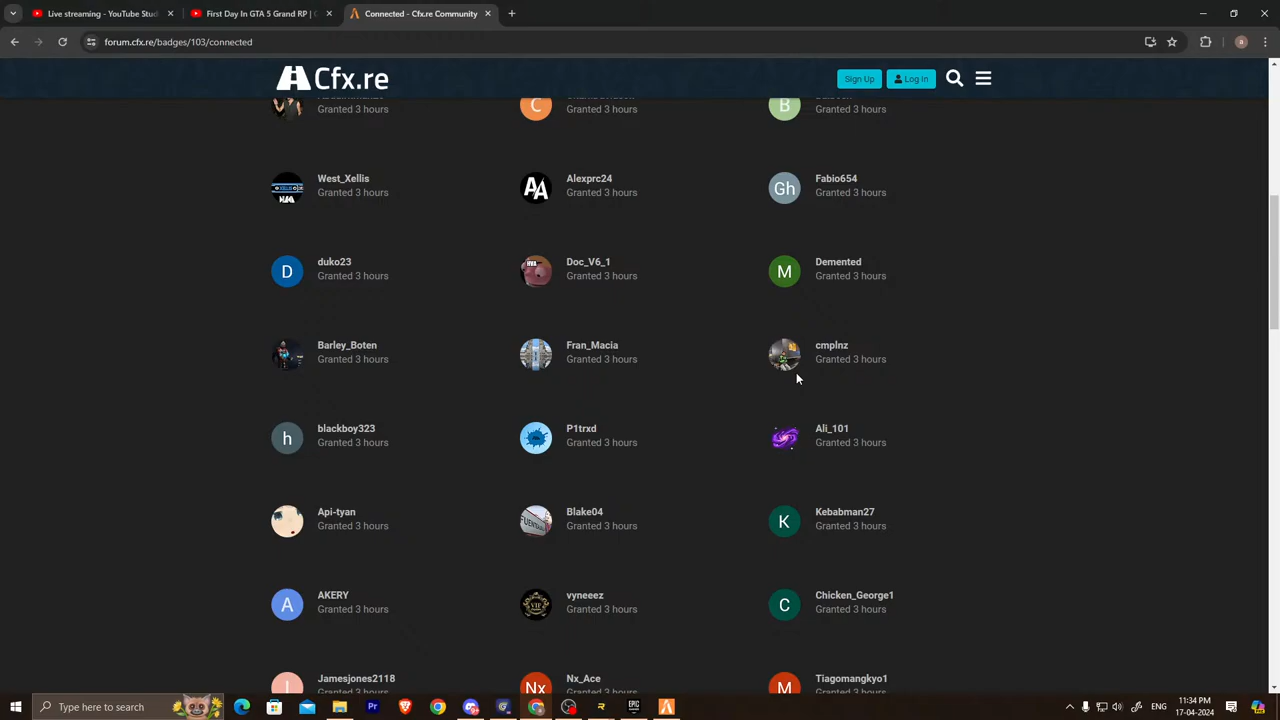 Live streaming - YouTube Stud
First Day In GTA 5 Grand RP | (
Connected - Cfx.re Community
forum.cfx.re/badges/103/connected
a
Cfx.re
Sign Up
Log In
C
B
Granted 3 hours
Granted 3 hours
Granted 3 hours
West_Xellis
Granted 3 hours
AA
Alexprc24
Granted 3 hours
Gh
Fabio654
Granted 3 hours
D
duko23
Granted 3 hours
Doc_V6_1
Granted 3 hours
M
Demented
Granted 3 hours
Barley_Boten
Granted 3 hours
Fran_Macia
Granted 3 hours
cmplnz
Granted 3 hours
h
blackboy323
Granted 3 hours
P1trxd
Granted 3 hours
Ali_101
Granted 3 hours
Api-tyan
Granted 3 hours
Blake04
Granted 3 hours
K
Kebabman27
Granted 3 hours
A
AKERY
Granted 3 hours
VIP
vyneeez
Granted 3 hours
C
Chicken_George1
Granted 3 hours
Jamesjones2118
Nx
Nx_Ace
M
Tiagomangkyo1
Type here to search
11:34 PM
17-04-2024